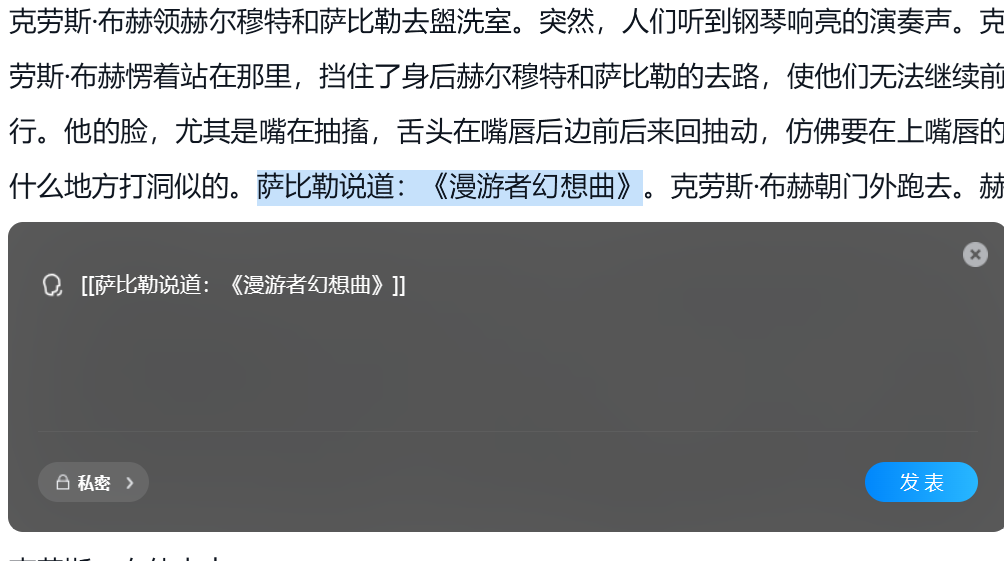 克劳斯·布赫领赫尔穆特和萨比勒去盥洗室。突然，人们听到钢琴响亮的演奏声。克
劳斯·布赫愣着站在那里，挡住了身后赫尔穆特和萨比勒的去路，使他们无法继续前
行。他的脸，尤其是嘴在抽搐，舌头在嘴唇后边前后来回抽动，仿佛要在上嘴唇的
什么地方打洞似的。萨比勒说道：《漫游者幻想曲》。克劳斯·布赫朝门外跑去。赫
[[萨比勒说道：《漫游者幻想曲》]]
私密
发表